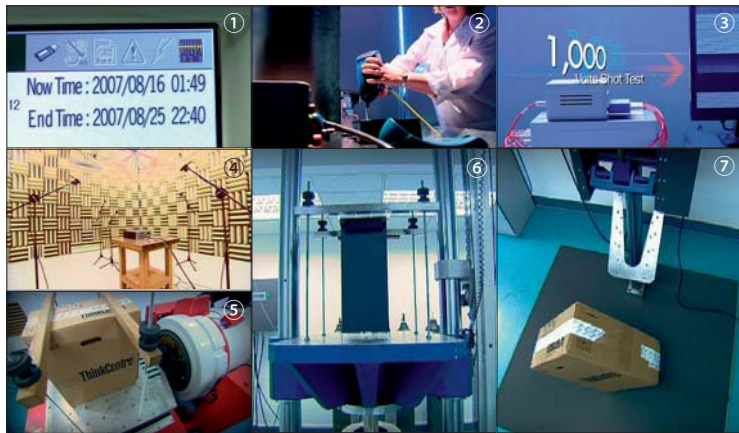 ①
Now Time : 2007/08/16 01:49
12
End Time : 2007/08/25 22:40
②
③
1,000
Volts Shot Test
④
⑤
ThinkCentre
⑥
⑦